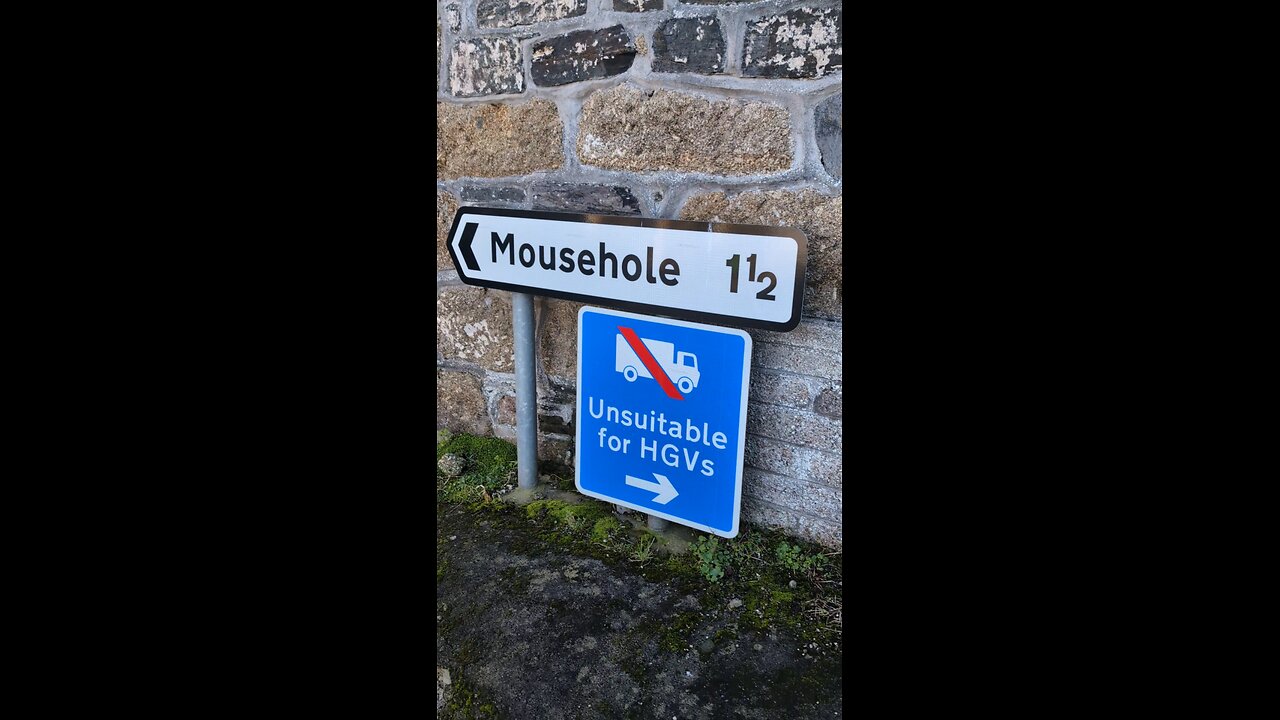 Mousehole 1½
Unsuitable
for HGVs